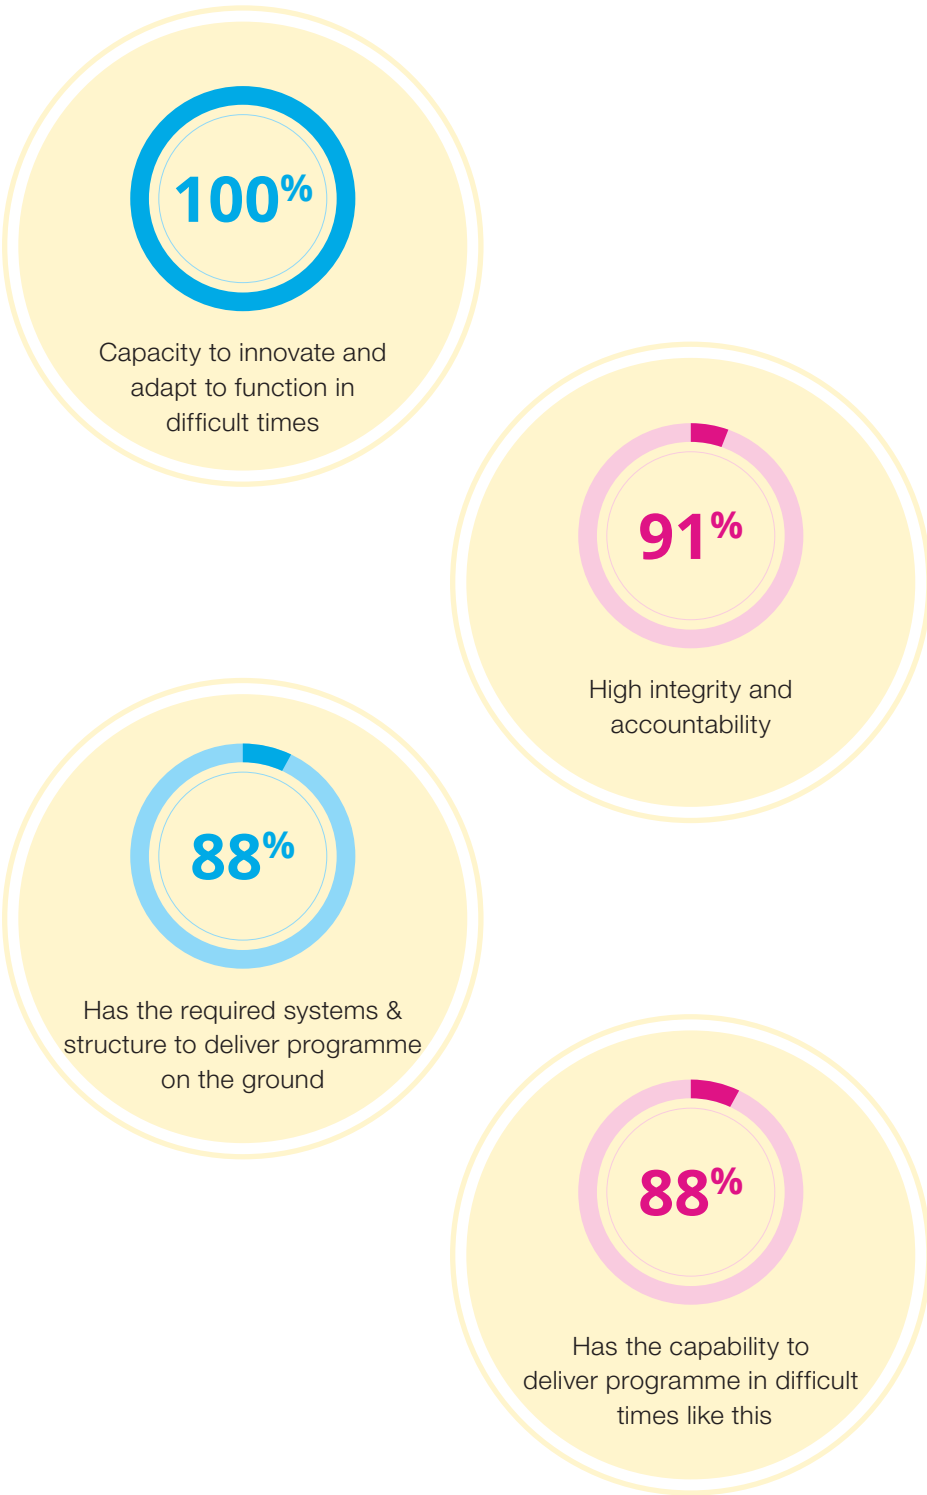 100%
Capacity to innovate and
adapt to function in
difficult times
91%
High integrity and
accountability
88%
Has the required systems &
structure to deliver programme
on the ground
88%
Has the capability to
deliver programme in difficult
times like this